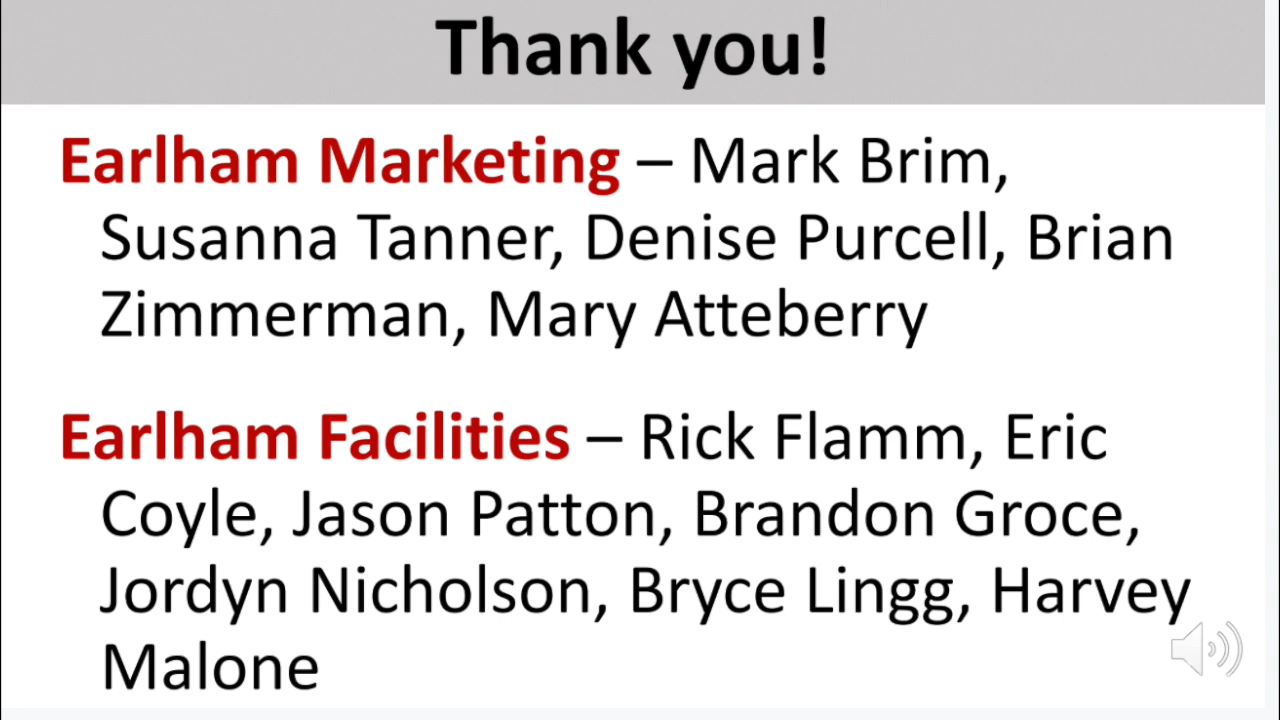 Thank you!
Earlham Marketing – Mark Brim,
Susanna Tanner, Denise Purcell, Brian
Zimmerman, Mary Atteberry
Earlham Facilities – Rick Flamm, Eric
Coyle, Jason Patton, Brandon Groce,
Jordyn Nicholson, Bryce Lingg, Harvey
Malone